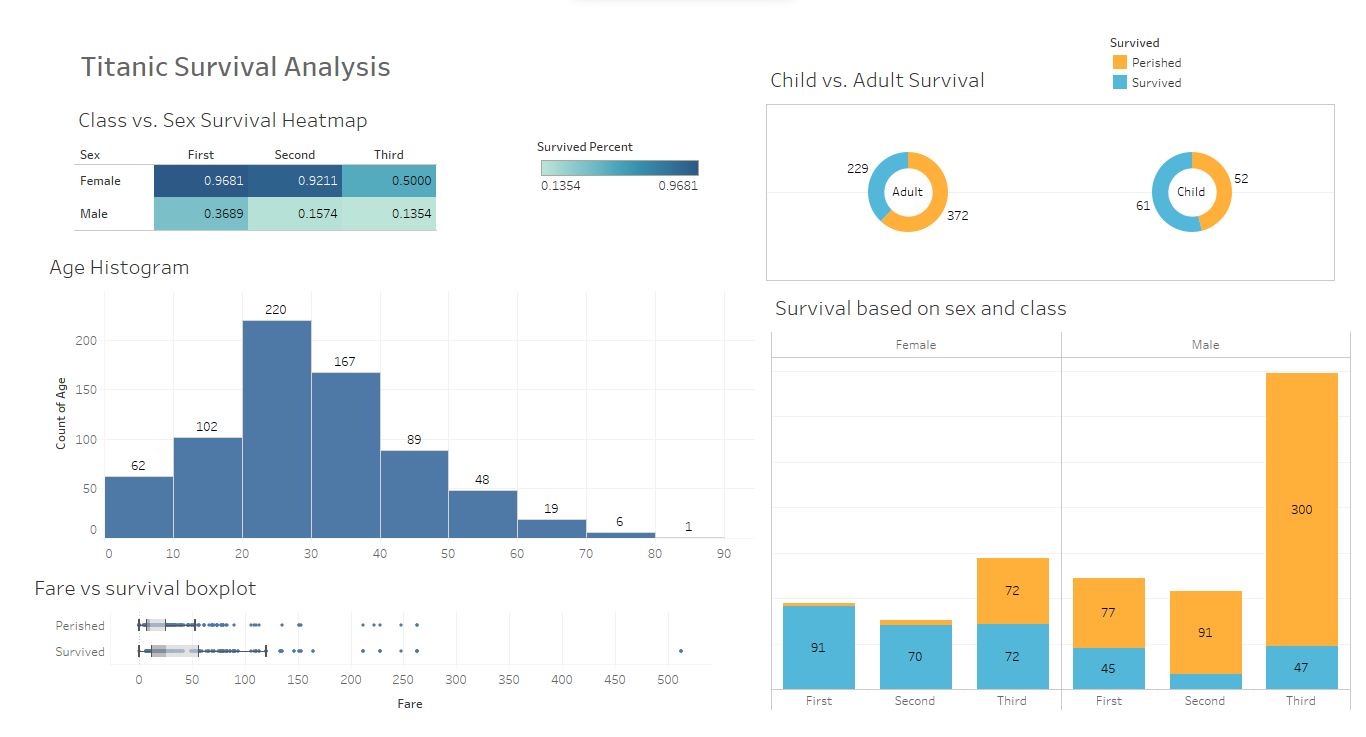 Titanic Survival Analysis
Class vs. Sex Survival Heatmap
Sex First Second Third
Female 0.9681 0.9211 0.5000
Male 0.3689 0.1574 0.1354
Survived Percent
0.1354 0.9681
Age Histogram
Count of Age
200
150
100
50
0
62 102 220 167 89 48 19 6 1
0 10 20 30 40 50 60 70 80 90
Fare vs survival boxplot
Perished
Survived
0 50 100 150 200 250 300 350 400 450 500
Fare
Survived
Perished
Survived
Child vs. Adult Survival
229 Adult 372
61 Child 52
Survival based on sex and class
Female Male
91 70 72 72 77 45 91 300 47
First Second Third First Second Third